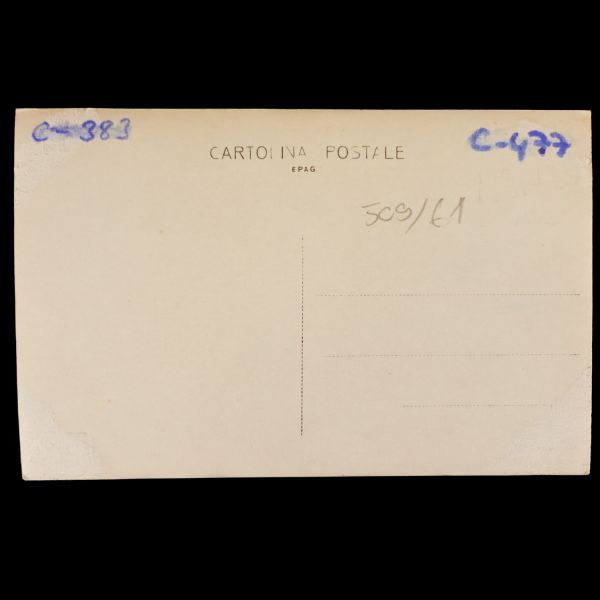 C-383
C-477
CARTOLINA POSTALE
EPAG
509/61